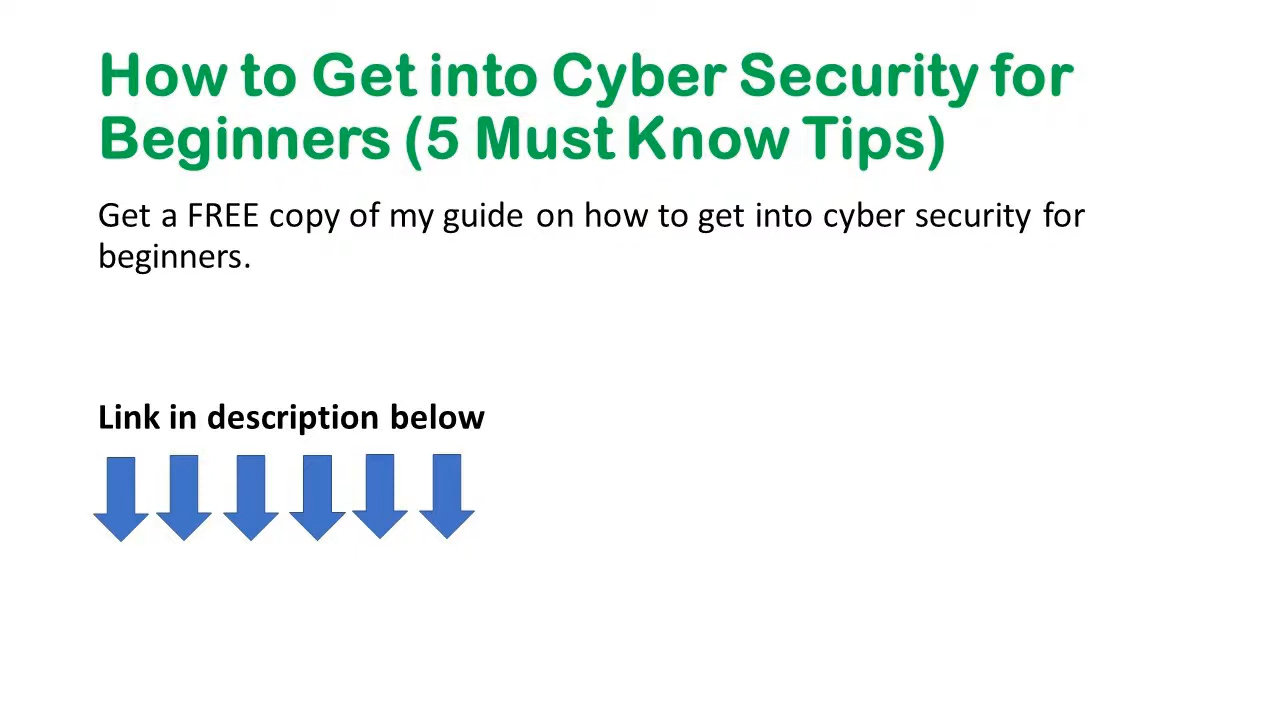 How to Get into Cyber Security for
Beginners (5 Must Know Tips)
Get a FREE copy of my guide on how to get into cyber security for
beginners.
Link in description below